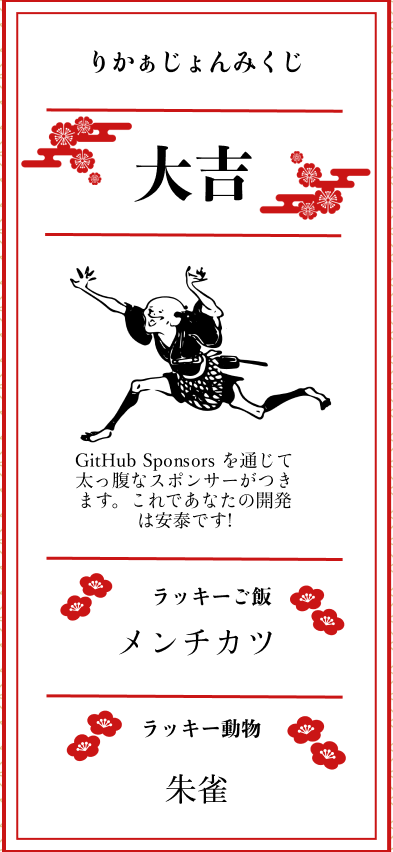 りかぁじょんみくじ
大吉
GitHub Sponsors を通じて
太っ腹なスポンサーがつき
ます。これであなたの開発
は安泰です!
ラッキーご飯
メンチカツ
ラッキー動物
朱雀